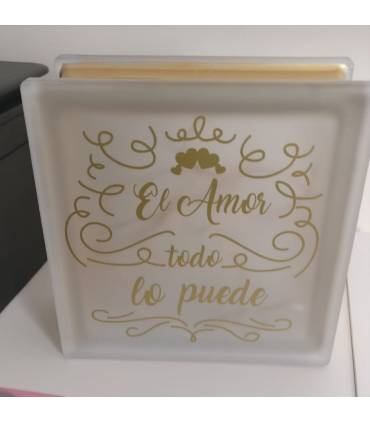 El Amor
todo
lo puede